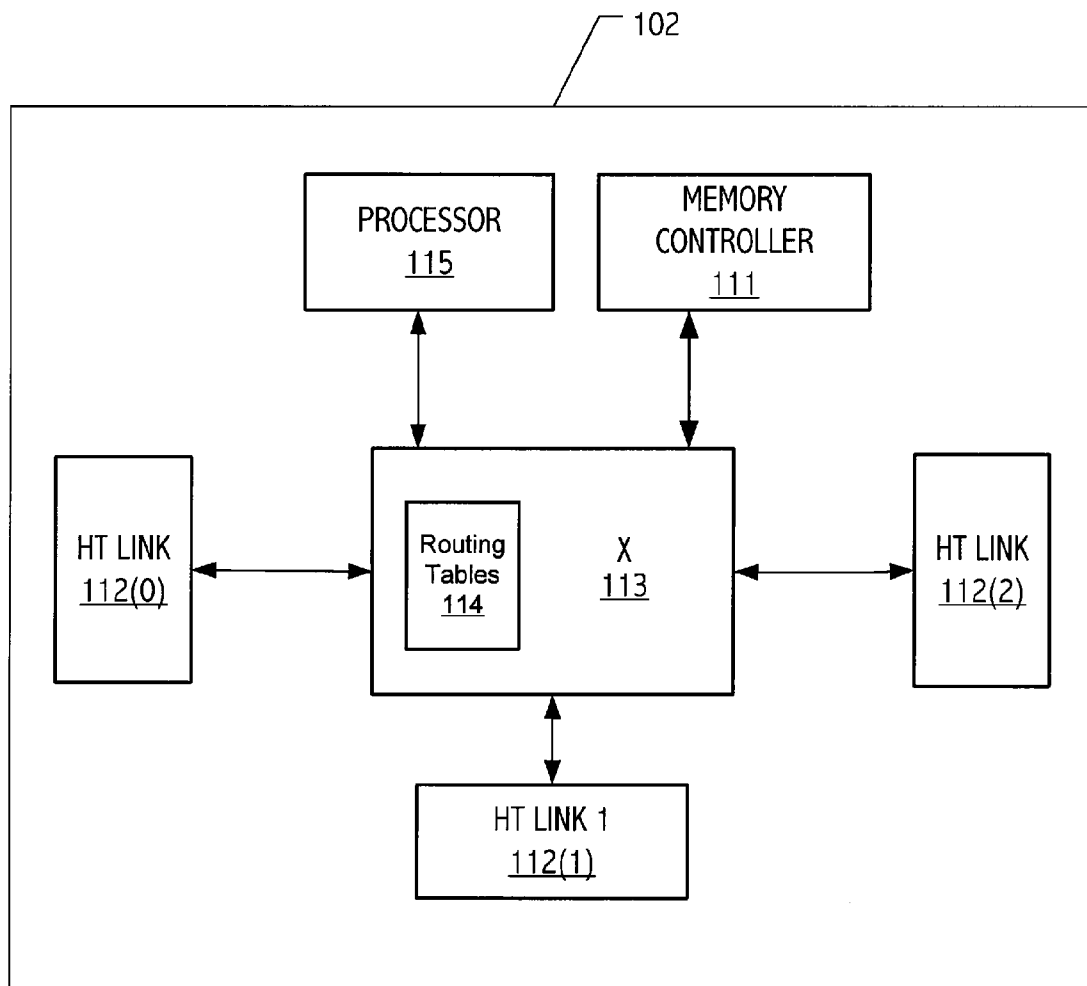 102
PROCESSOR
115
MEMORY
CONTROLLER
111
HT LINK
112(0)
Routing
Tables
114
X
113
HT LINK
112(2)
HT LINK 1
112(1)